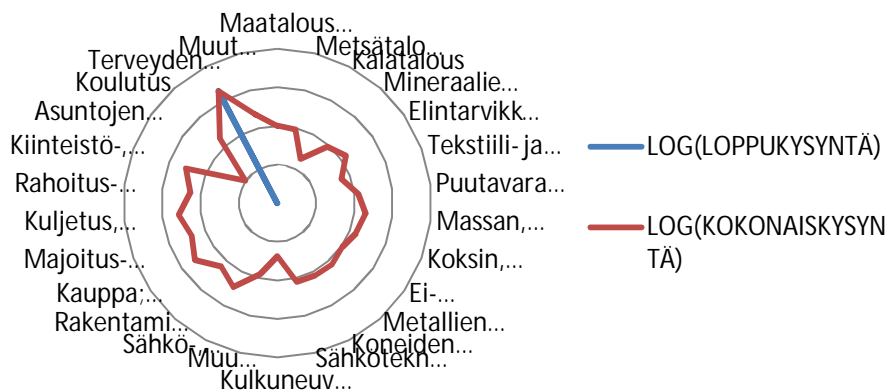 Maatalous...
Metsätalo...
Kalatalous
Mineraalie...
Elintarvikk...
Tekstiili- ja...
Puutavara...
Massan,...
Koksin,...
Ei-...
Metallien...
Koneiden...
Sähkötekn...
Kulkuneuv...
Muu...
Sähkö-,...
Rakentami...
Kauppa;...
Majoitus-...
Kuljetus,...
Rahoitus-...
Kiinteistö-,...
Asuntojen...
Koulutus
Terveyden...
Muut...
LOG(LOPPUKYSYNTÄ)
LOG(KOKONAISKYSYN
TÄ)